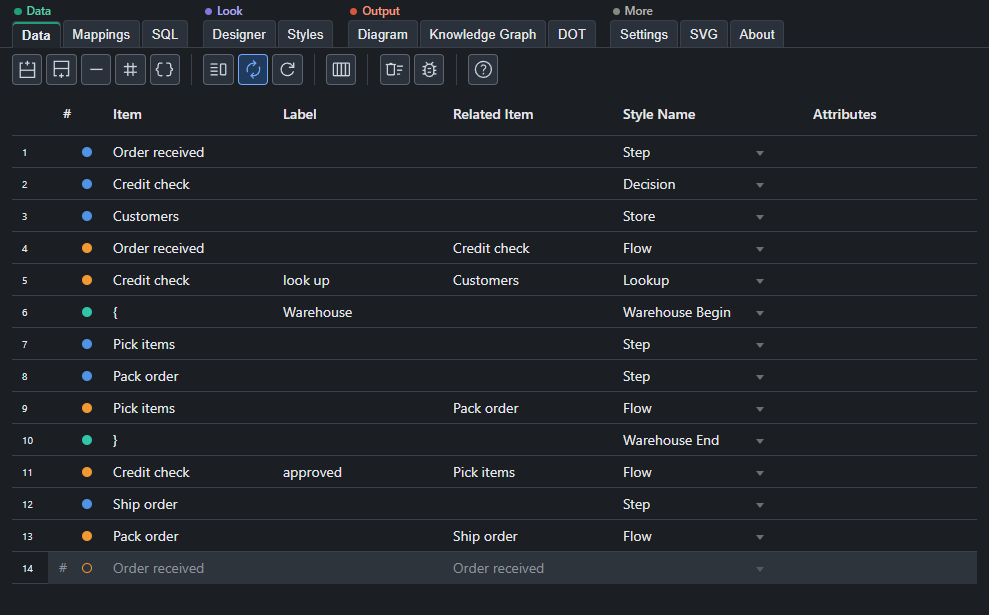 Data Look Output More
Data Mappings SQL Designer Styles Diagram Knowledge Graph DOT Settings SVG About
# Item Label Related Item Style Name Attributes
1 Order received Step
2 Credit check Decision
3 Customers Store
4 Order received Credit check Flow
5 Credit check look up Customers Lookup
6 { Warehouse Warehouse Begin
7 Pick items Step
8 Pack order Step
9 Pick items Pack order Flow
10 } Warehouse End
11 Credit check approved Pick items Flow
12 Ship order Step
13 Pack order Ship order Flow
14 # Order received Order received